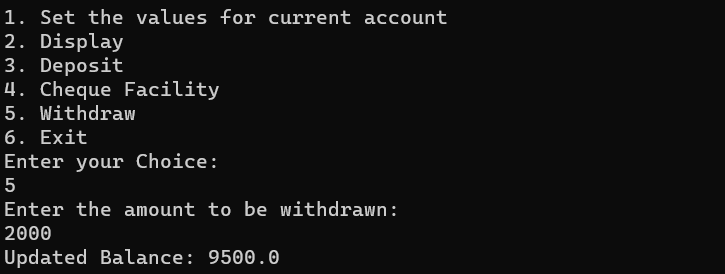 1. Set the values for current account
2. Display
3. Deposit
4. Cheque Facility
5. Withdraw
6. Exit
Enter your Choice:
5
Enter the amount to be withdrawn:
2000
Updated Balance: 9500.0